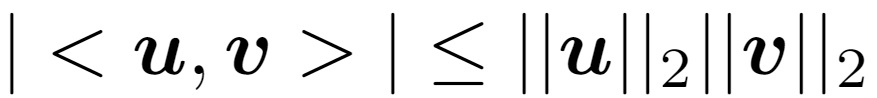 | < u, v > | ≤ ||u||₂||v||₂